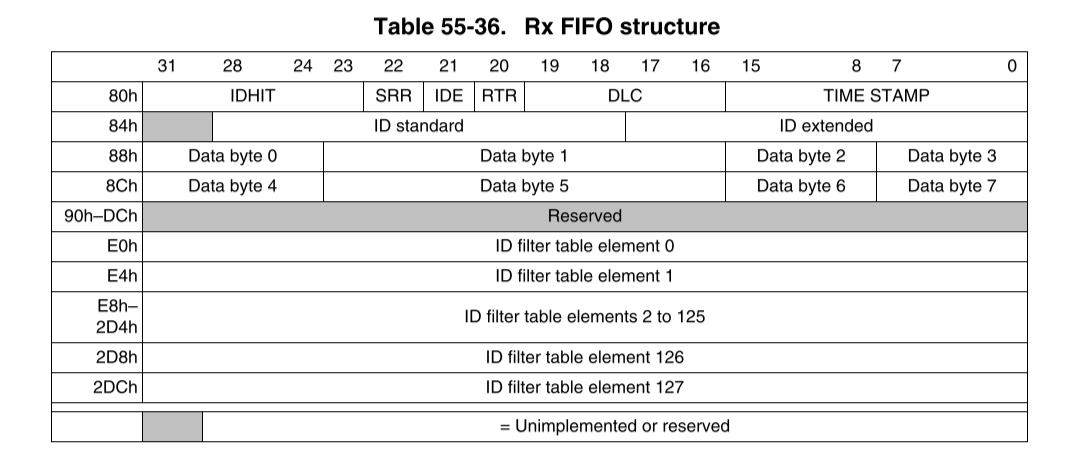 Table 55-36. Rx FIFO structure
31 28 24 23 22 21 20 19 18 17 16 15 8 7 0
80h IDHIT SRR IDE RTR DLC TIME STAMP
84h ID standard ID extended
88h Data byte 0 Data byte 1 Data byte 2 Data byte 3
8Ch Data byte 4 Data byte 5 Data byte 6 Data byte 7
90h–DCh Reserved
E0h ID filter table element 0
E4h ID filter table element 1
E8h–
2D4h ID filter table elements 2 to 125
2D8h ID filter table element 126
2DCh ID filter table element 127
= Unimplemented or reserved